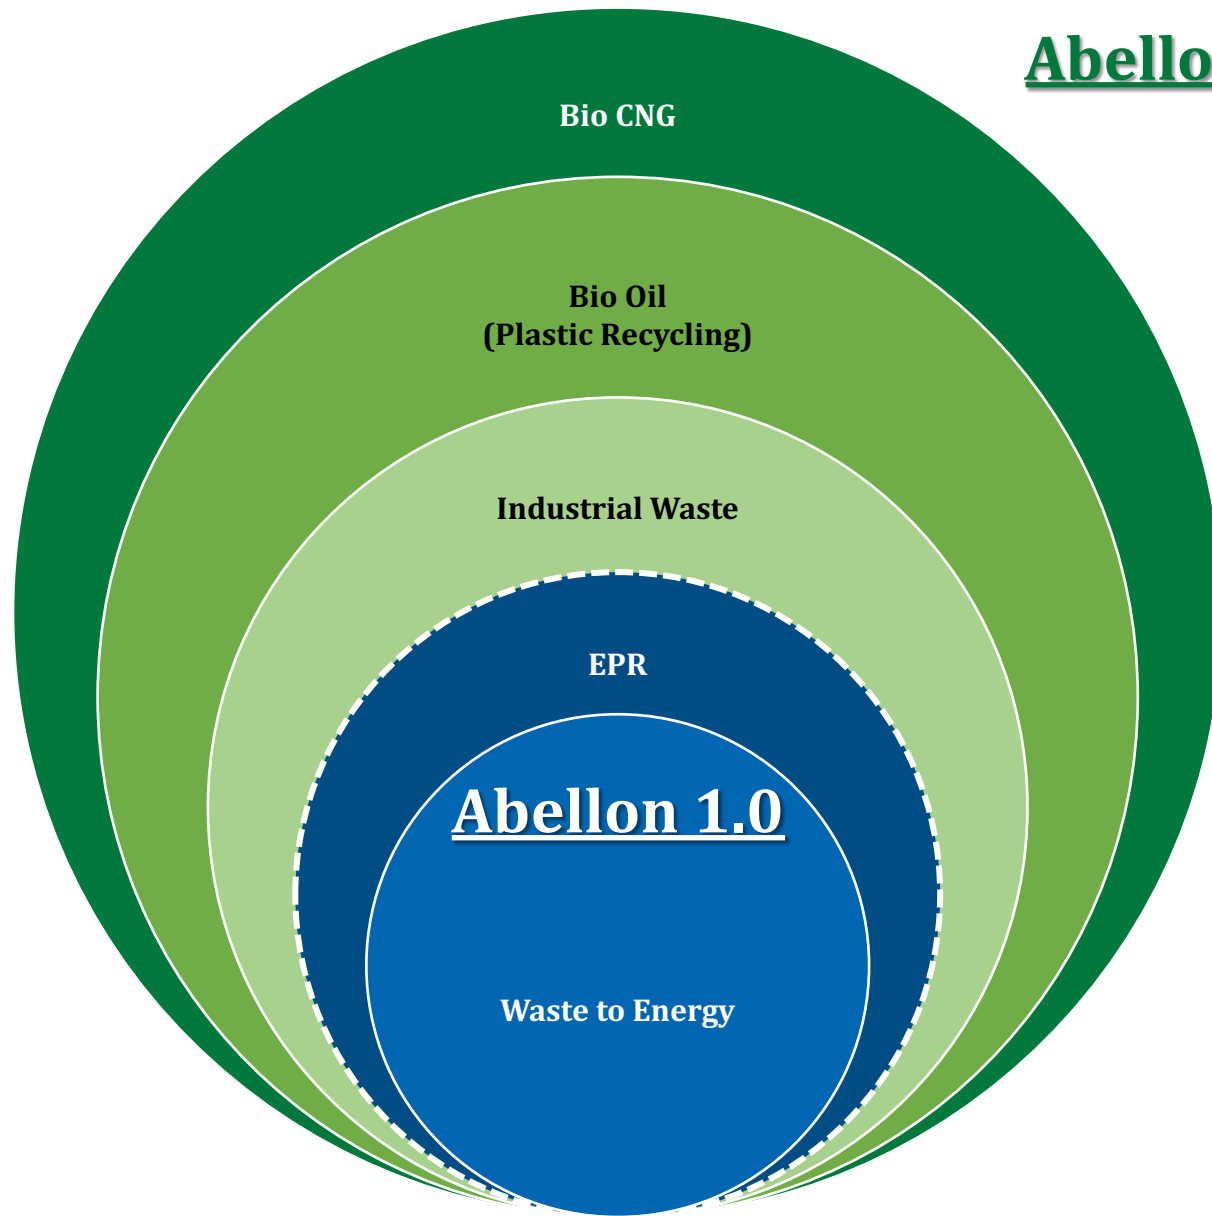 Abello
Bio CNG
Bio Oil
(Plastic Recycling)
Industrial Waste
EPR
Abellon 1.0
Waste to Energy